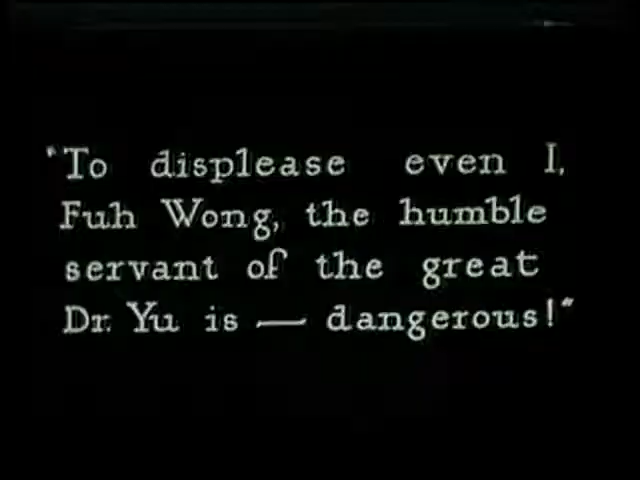 "To displease even I,
Fuh Wong, the humble
servant of the great
Dr. Yu is — dangerous!"